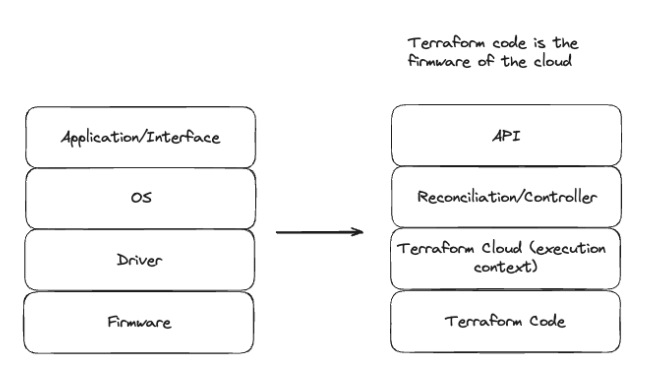 Terraform code is the
firmware of the cloud
Application/Interface
OS
Driver
Firmware
API
Reconciliation/Controller
Terraform Cloud (execution
context)
Terraform Code